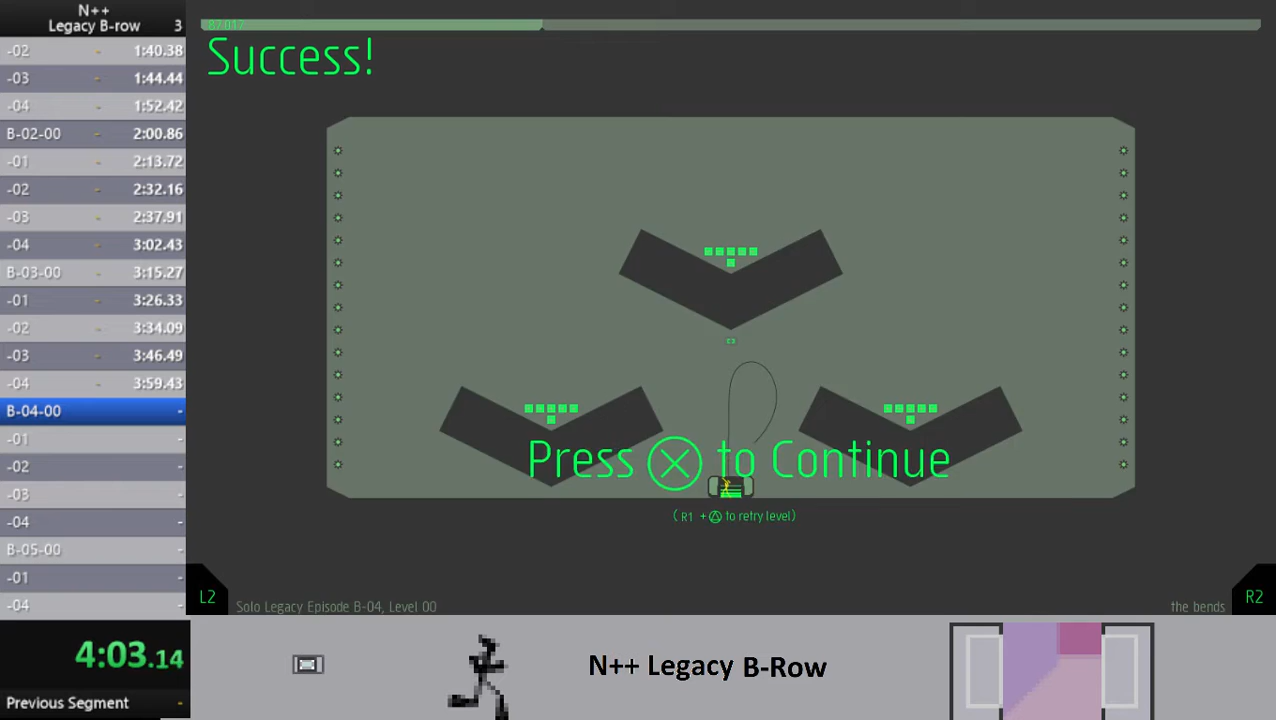 N++
Legacy B-row 3
-02 - 1:40.38
-03 - 1:44.44
-04 - 1:52.42
B-02-00 - 2:00.86
-01 - 2:13.72
-02 - 2:32.16
-03 - 2:37.91
-04 - 3:02.43
B-03-00 - 3:15.27
-01 - 3:26.33
-02 - 3:34.09
-03 - 3:46.49
-04 - 3:59.43
B-04-00 -
-01 -
-02 -
-03 -
-04 -
B-05-00 -
-01 -
-04 -
4:03.14
Previous Segment -
87.017
Success!
Press ⓧ to Continue
( R1 + △ to retry level)
L2
Solo Legacy Episode B-04, Level 00
the bends
R2
N++ Legacy B-Row